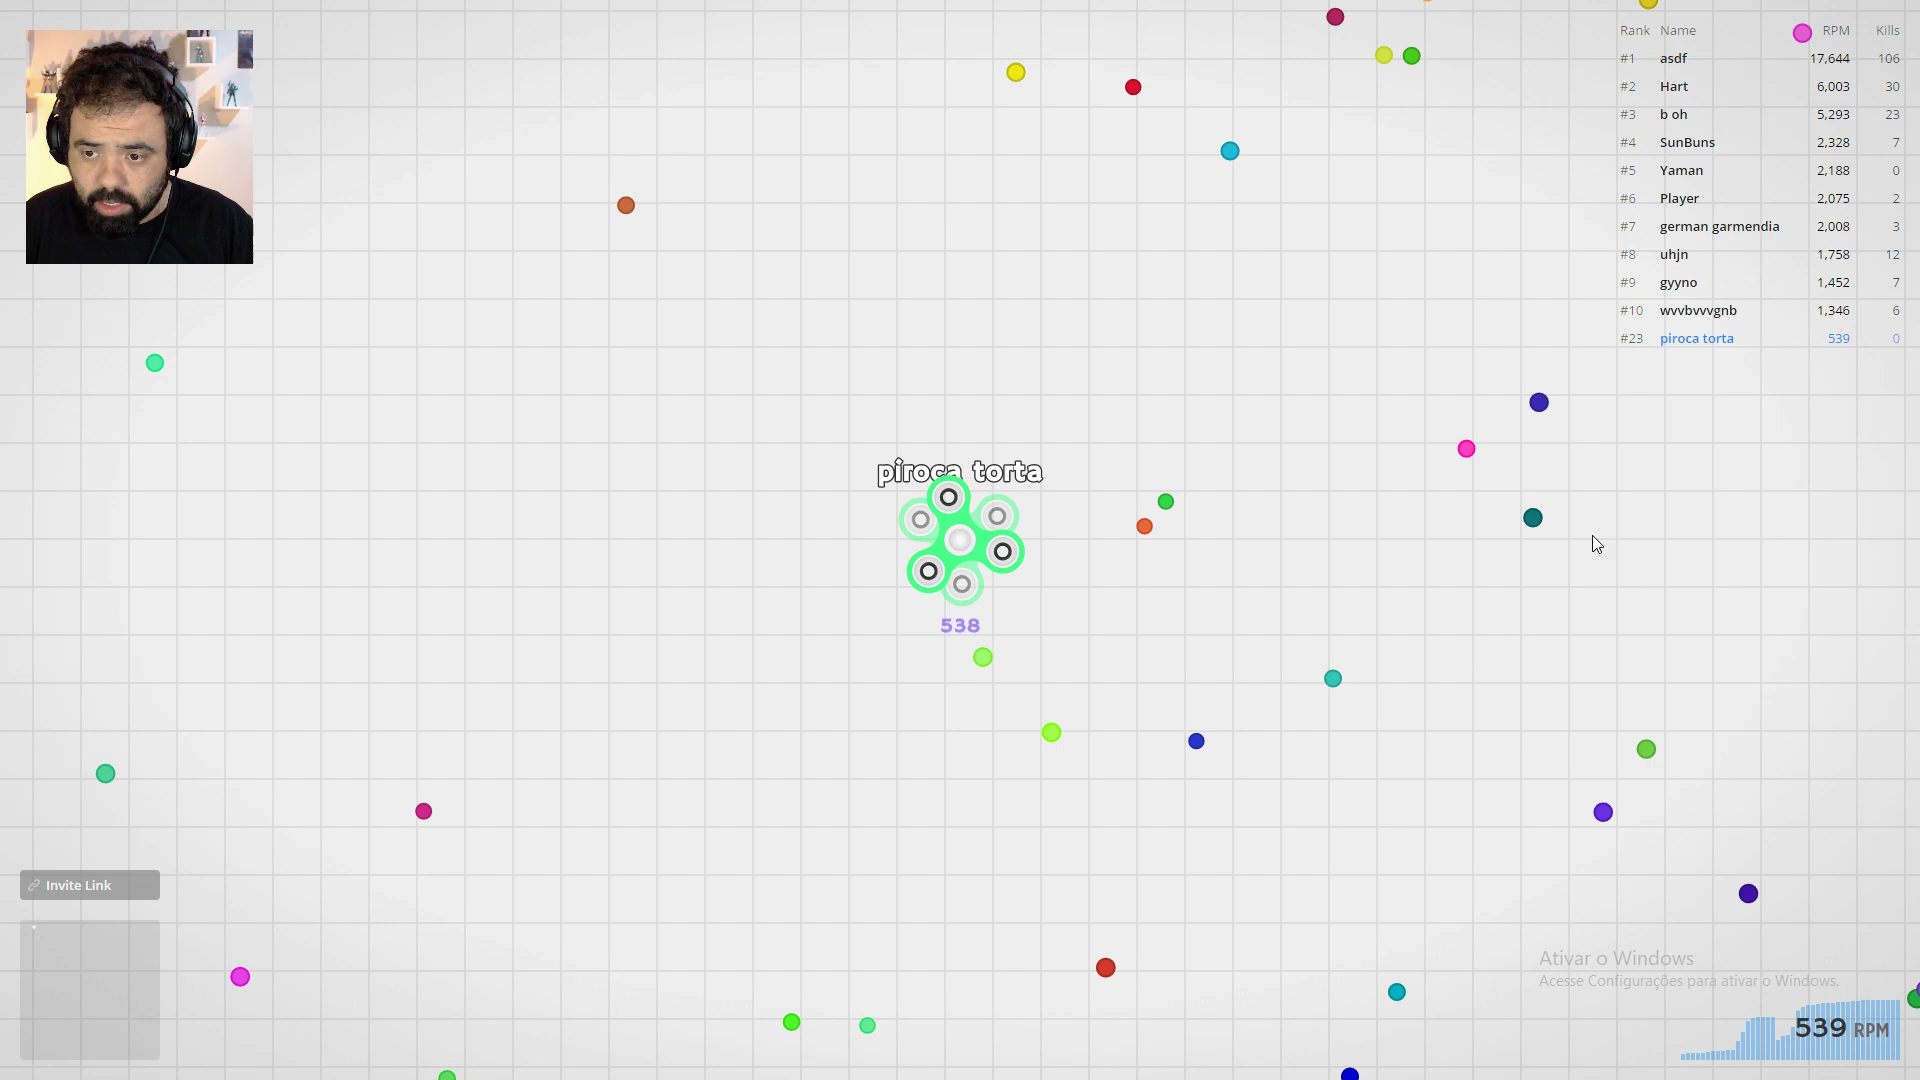 Rank Name RPM Kills
#1 asdf 17,644 106
#2 Hart 6,003 30
#3 b oh 5,293 23
#4 SunBuns 2,328 7
#5 Yaman 2,188 0
#6 Player 2,075 2
#7 german garmendia 2,008 3
#8 uhjn 1,758 12
#9 gyyno 1,452 7
#10 wvvbvvvgnb 1,346 6
#23 piroca torta 539 0
piroca torta
538
Invite Link
Ativar o Windows
Acesse Configurações para ativar o Windows.
539 RPM